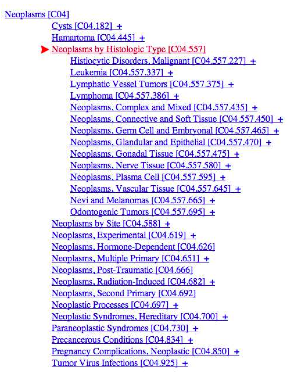 Neoplasms [C04]
Cysts [C04.182] +
Hamartoma [C04.445] +
Neoplasms by Histologic Type [C04.557]
Histiocytic Disorders, Malignant [C04.557.227] +
Leukemia [C04.557.337] +
Lymphatic Vessel Tumors [C04.557.375] +
Lymphoma [C04.557.386] +
Neoplasms, Complex and Mixed [C04.557.435] +
Neoplasms, Connective and Soft Tissue [C04.557.450] +
Neoplasms, Germ Cell and Embryonal [C04.557.465] +
Neoplasms, Glandular and Epithelial [C04.557.470] +
Neoplasms, Gonadal Tissue [C04.557.475] +
Neoplasms, Nerve Tissue [C04.557.580] +
Neoplasms, Plasma Cell [C04.557.595] +
Neoplasms, Vascular Tissue [C04.557.645] +
Nevi and Melanomas [C04.557.665] +
Odontogenic Tumors [C04.557.695] +
Neoplasms by Site [C04.588] +
Neoplasms, Experimental [C04.619] +
Neoplasms, Hormone-Dependent [C04.626]
Neoplasms, Multiple Primary [C04.651] +
Neoplasms, Post-Traumatic [C04.666]
Neoplasms, Radiation-Induced [C04.682] +
Neoplasms, Second Primary [C04.692]
Neoplastic Processes [C04.697] +
Neoplastic Syndromes, Hereditary [C04.700] +
Paraneoplastic Syndromes [C04.730] +
Precancerous Conditions [C04.834] +
Pregnancy Complications, Neoplastic [C04.850] +
Tumor Virus Infections [C04.925] +